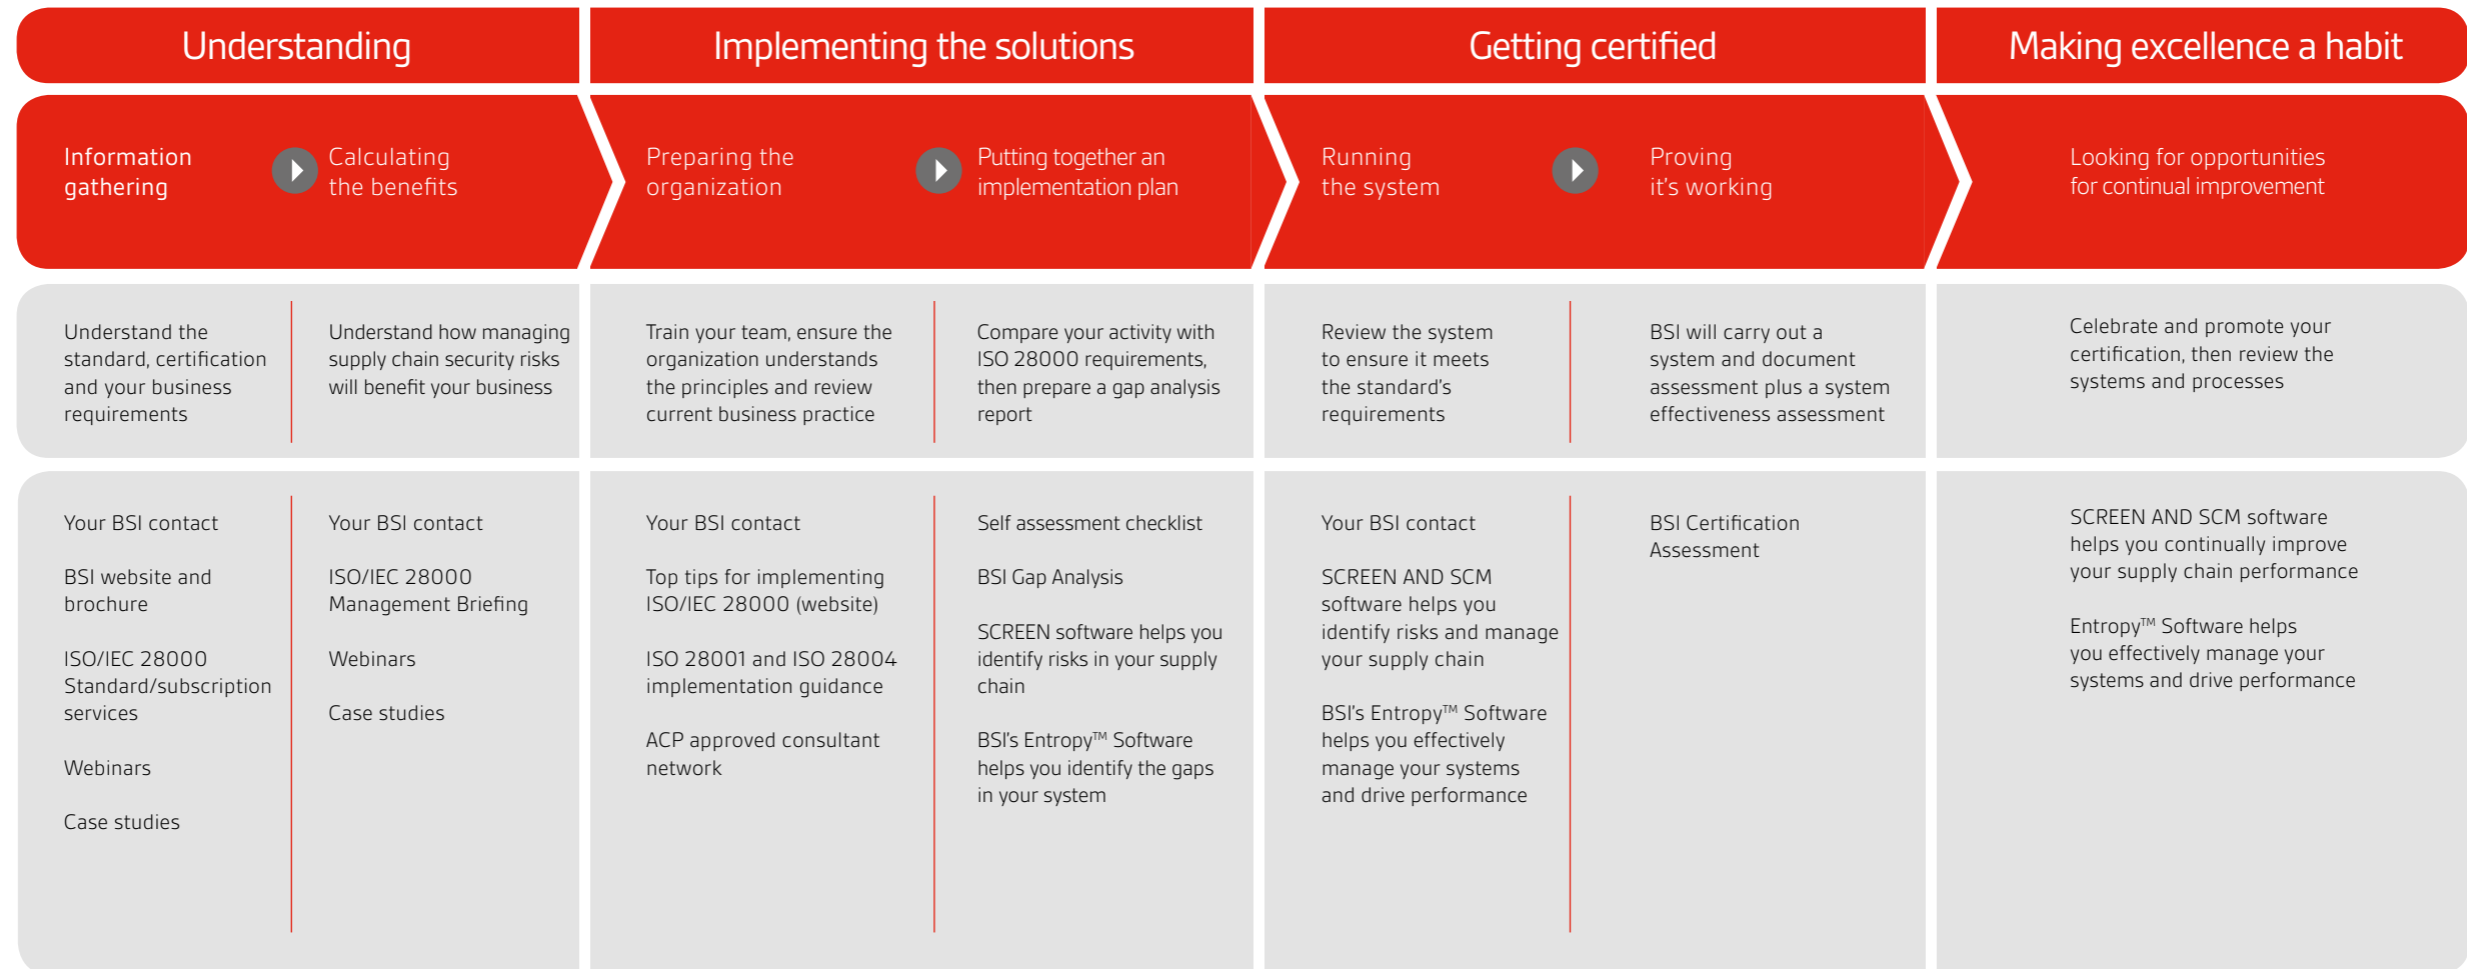 Understanding
Implementing the solutions
Getting certified
Making excellence a habit
Information
gathering
Calculating
the benefits
Preparing the
organization
Putting together an
implementation plan
Running
the system
Proving
it's working
Looking for opportunities
for continual improvement
Understand the
standard, certification
and your business
requirements
Understand how managing
supply chain security risks
will benefit your business
Train your team, ensure the
organization understands
the principles and review
current business practice
Compare your activity with
ISO 28000 requirements,
then prepare a gap analysis
report
Review the system
to ensure it meets
the standard's
requirements
BSI will carry out a
system and document
assessment plus a system
effectiveness assessment
Celebrate and promote your
certification, then review the
systems and processes
Your BSI contact
BSI website and
brochure
ISO/IEC 28000
Standard/subscription
services
Webinars
Case studies
Your BSI contact
ISO/IEC 28000
Management Briefing
Webinars
Case studies
Your BSI contact
Top tips for implementing
ISO/IEC 28000 (website)
ISO 28001 and ISO 28004
implementation guidance
ACP approved consultant
network
Self assessment checklist
BSI Gap Analysis
SCREEN software helps you
identify risks in your supply
chain
BSI's Entropy™ Software
helps you identify the gaps
in your system
Your BSI contact
SCREEN AND SCM
software helps you
identify risks and manage
your supply chain
BSI's Entropy™ Software
helps you effectively
manage your systems
and drive performance
BSI Certification
Assessment
SCREEN AND SCM software
helps you continually improve
your supply chain performance
Entropy™ Software helps
you effectively manage your
systems and drive performance